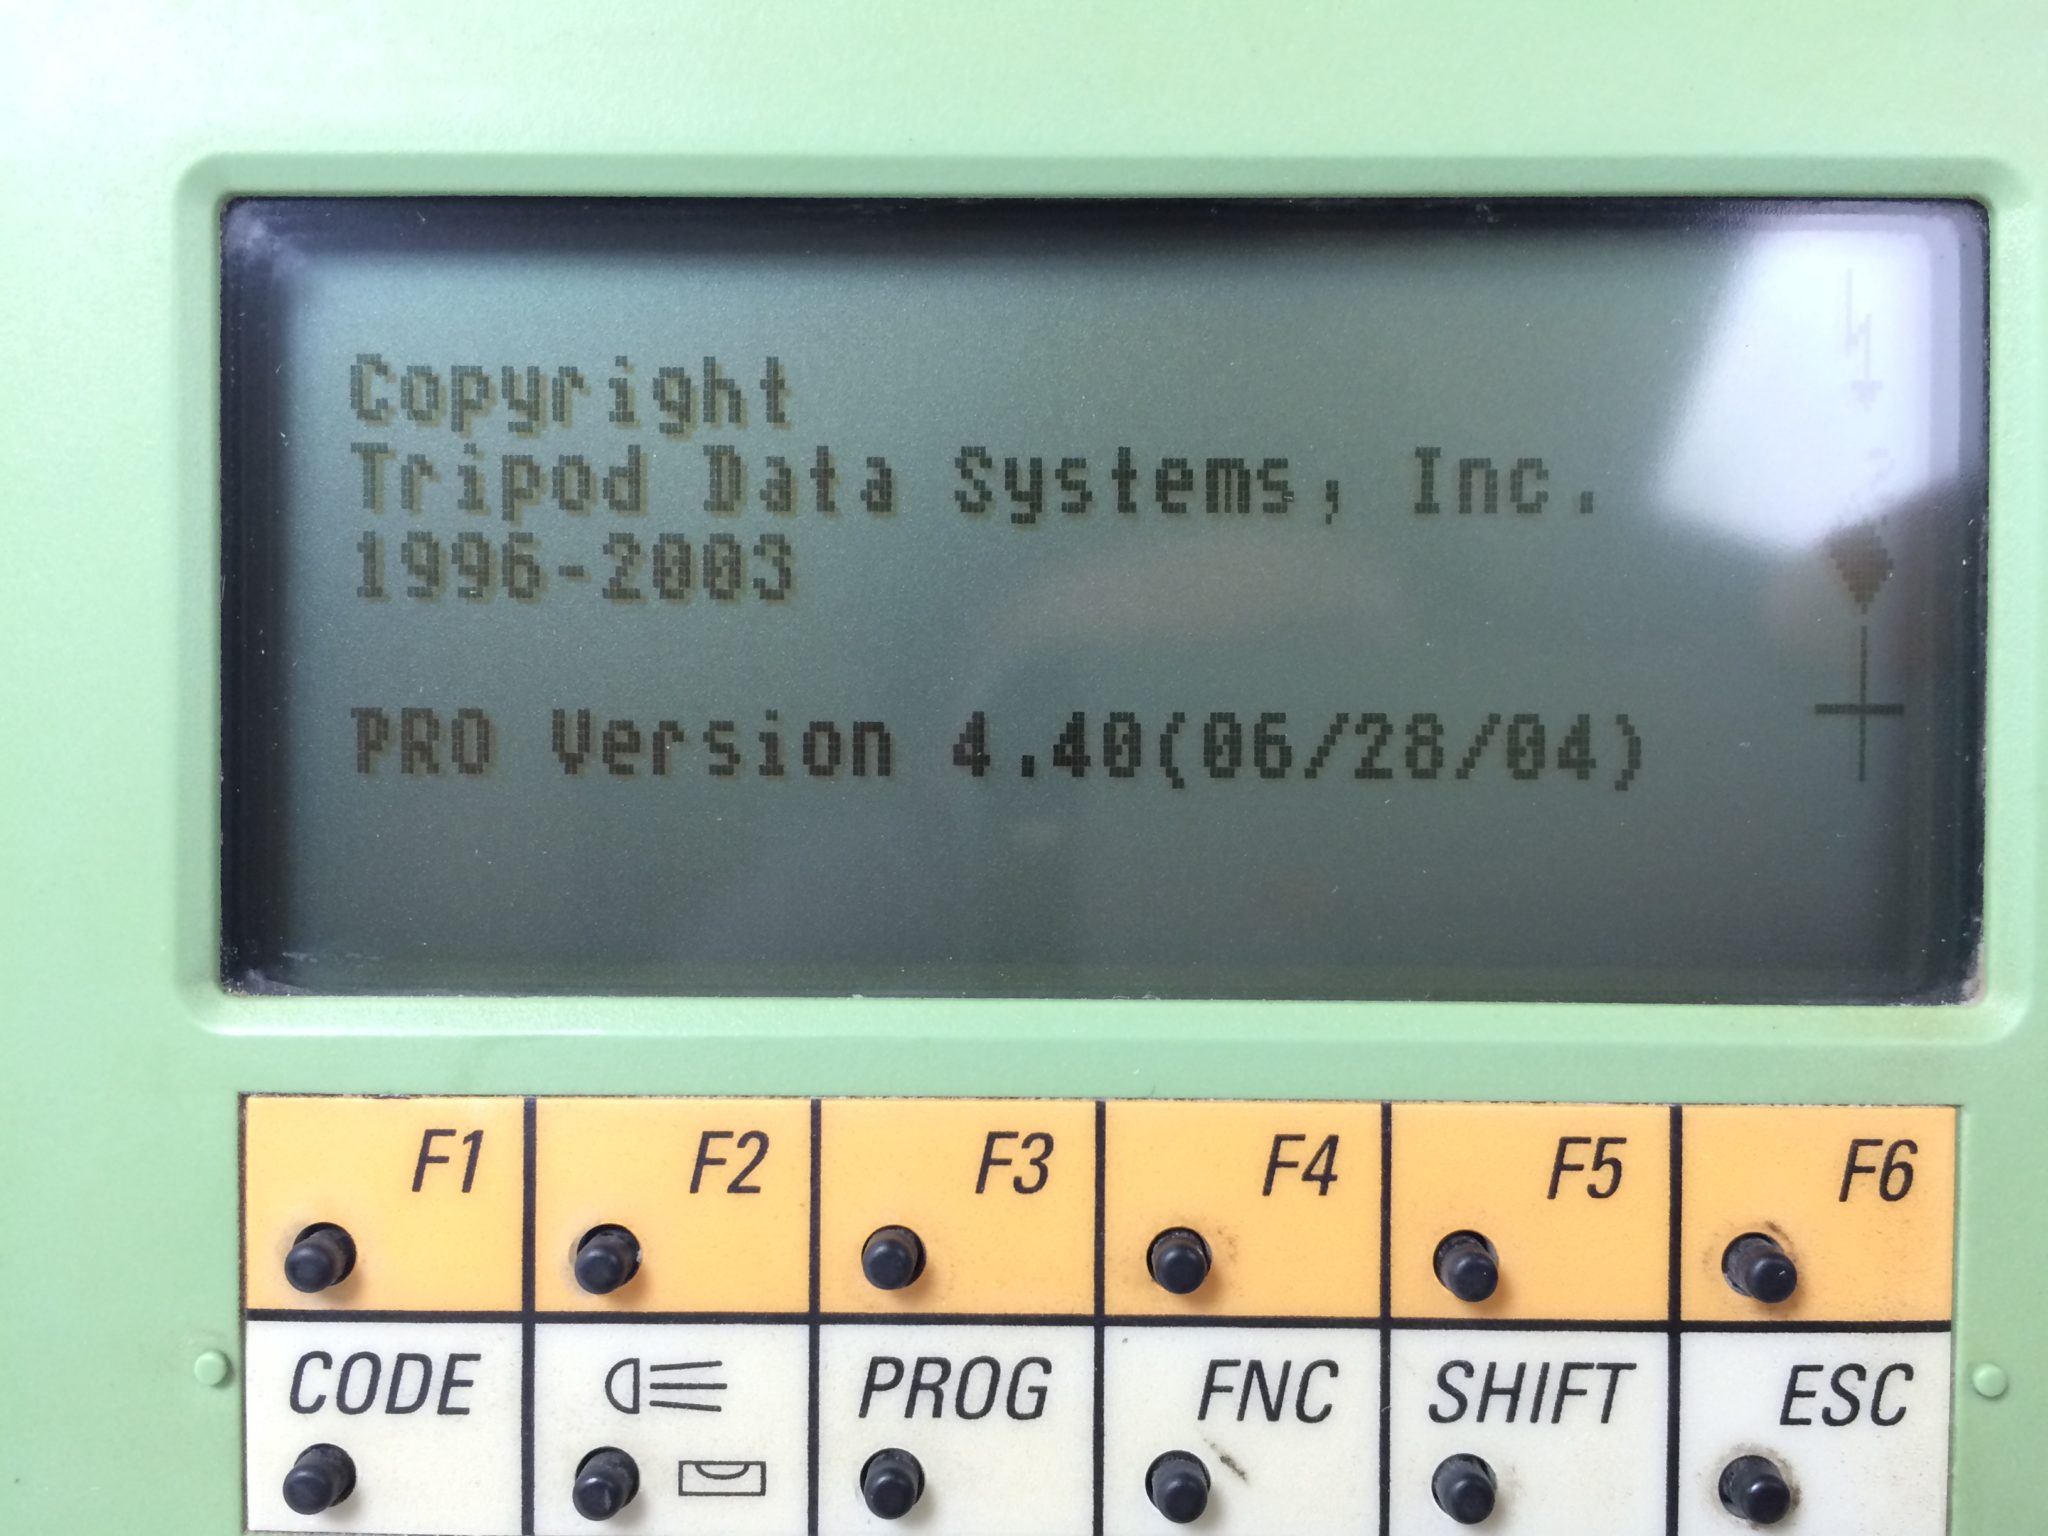 Copyright
Tripod Data Systems, Inc.
1996-2003
PRO Version 4.40(06/28/04)
F1 F2 F3 F4 F5 F6
CODE PROG FNC SHIFT ESC